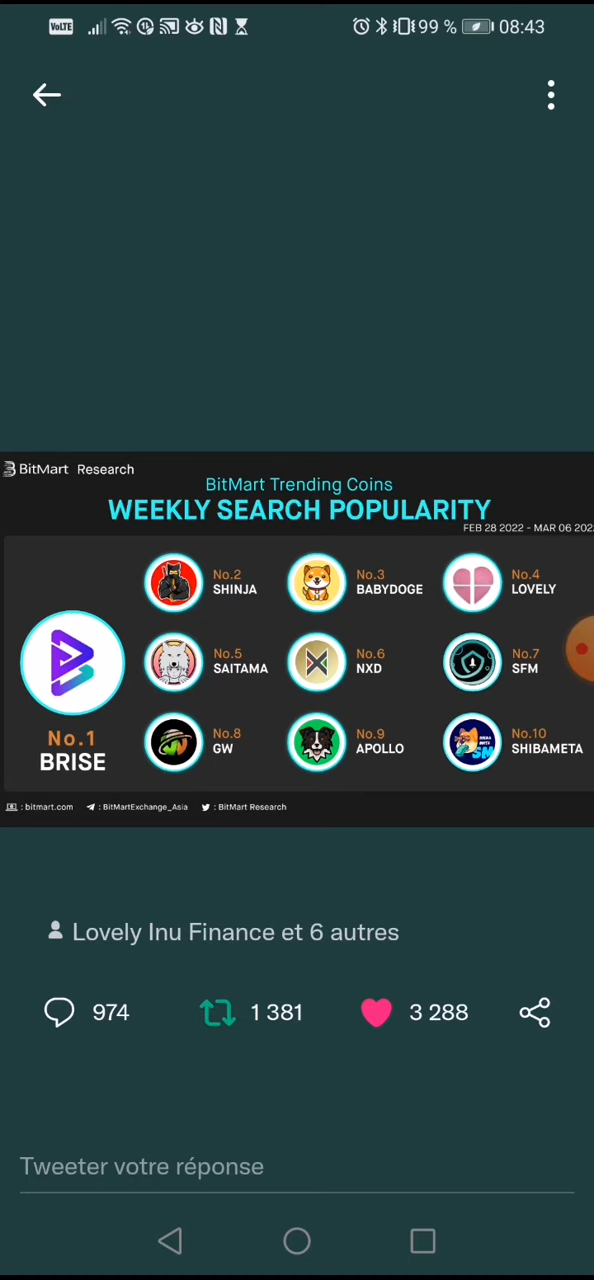 VoLTE 99 % 08:43
BitMart Research
BitMart Trending Coins
WEEKLY SEARCH POPULARITY
FEB 28 2022 - MAR 06 202
No.1
BRISE
No.2
SHINJA
No.3
BABYDOGE
No.4
LOVELY
No.5
SAITAMA
No.6
NXD
No.7
SFM
No.8
GW
No.9
APOLLO
No.10
SHIBAMETA
: bitmart.com : BitMartExchange_Asia : BitMart Research
Lovely Inu Finance et 6 autres
974 1 381 3 288
Tweeter votre réponse